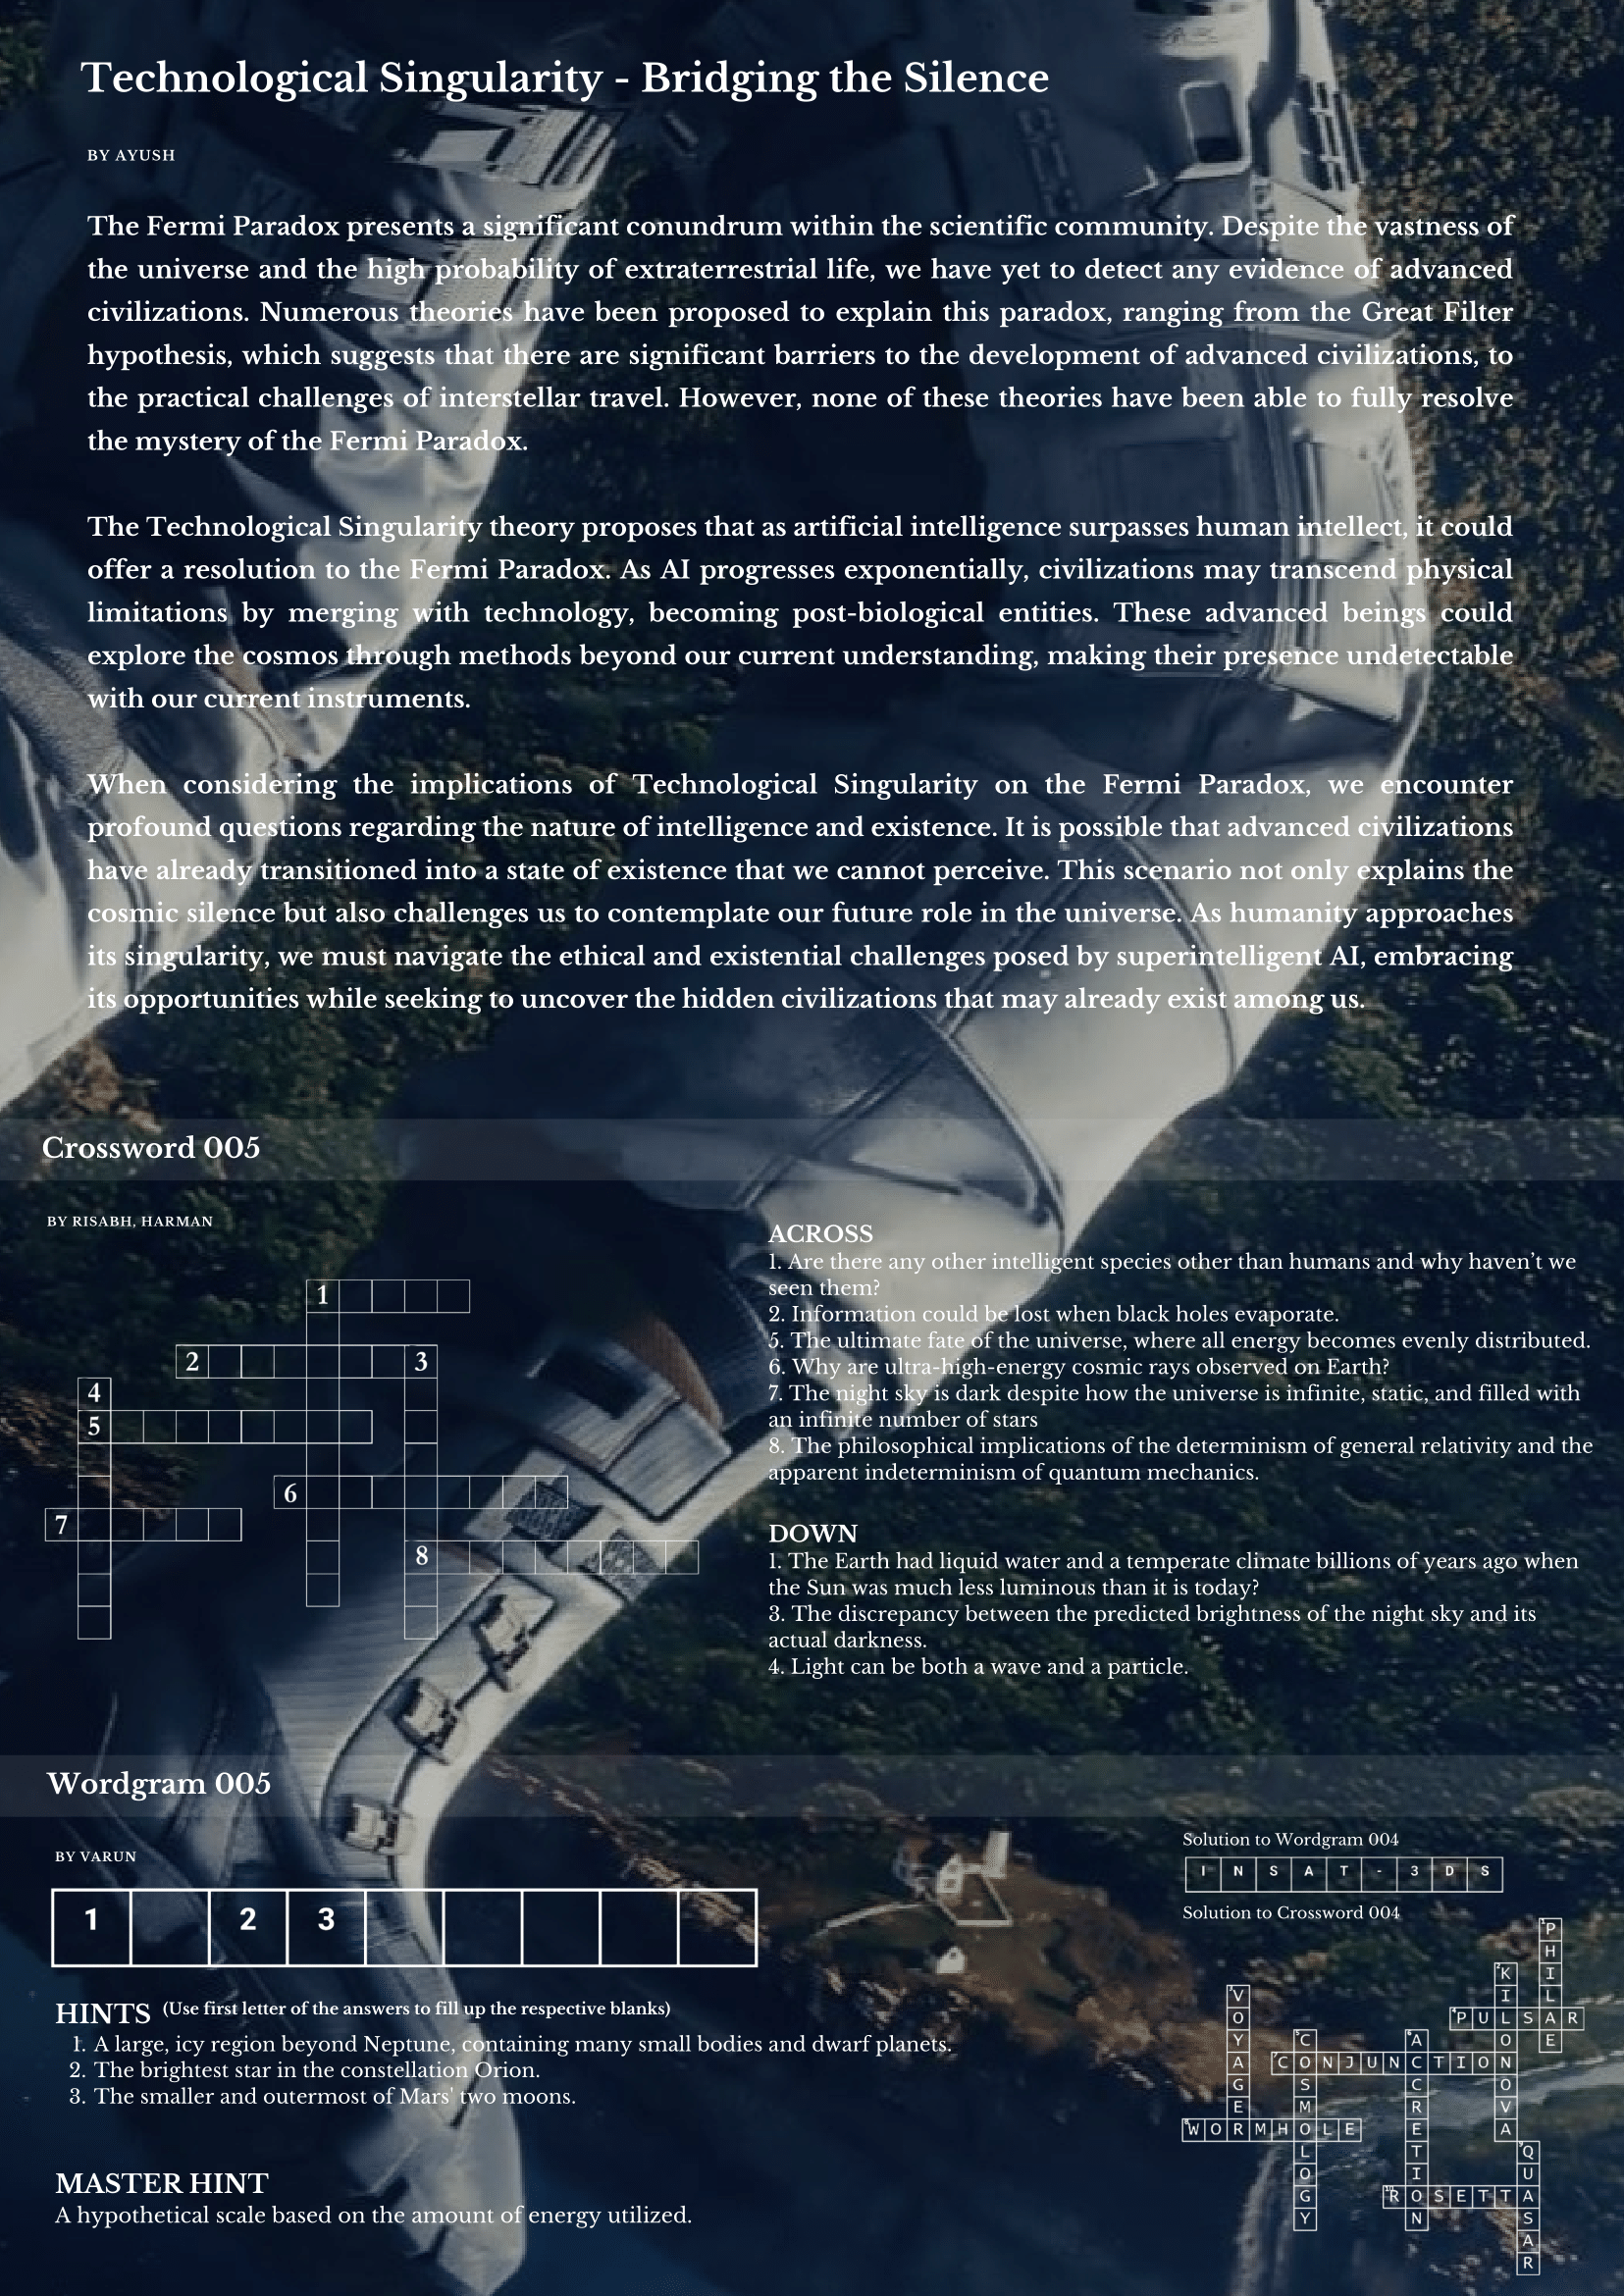 Technological Singularity - Bridging the Silence
BY AYUSH
The Fermi Paradox presents a significant conundrum within the scientific community. Despite the vastness of
the universe and the high probability of extraterrestrial life, we have yet to detect any evidence of advanced
civilizations. Numerous theories have been proposed to explain this paradox, ranging from the Great Filter
hypothesis, which suggests that there are significant barriers to the development of advanced civilizations, to
the practical challenges of interstellar travel. However, none of these theories have been able to fully resolve
the mystery of the Fermi Paradox.
The Technological Singularity theory proposes that as artificial intelligence surpasses human intellect, it could
offer a resolution to the Fermi Paradox. As AI progresses exponentially, civilizations may transcend physical
limitations by merging with technology, becoming post-biological entities. These advanced beings could
explore the cosmos through methods beyond our current understanding, making their presence undetectable
with our current instruments.
When considering the implications of Technological Singularity on the Fermi Paradox, we encounter
profound questions regarding the nature of intelligence and existence. It is possible that advanced civilizations
have already transitioned into a state of existence that we cannot perceive. This scenario not only explains the
cosmic silence but also challenges us to contemplate our future role in the universe. As humanity approaches
its singularity, we must navigate the ethical and existential challenges posed by superintelligent AI, embracing
its opportunities while seeking to uncover the hidden civilizations that may already exist among us.
Crossword 005
BY RISABH, HARMAN
1
2 3
4
5
6
7
8
ACROSS
1. Are there any other intelligent species other than humans and why haven't we
seen them?
2. Information could be lost when black holes evaporate.
5. The ultimate fate of the universe, where all energy becomes evenly distributed.
6. Why are ultra-high-energy cosmic rays observed on Earth?
7. The night sky is dark despite how the universe is infinite, static, and filled with
an infinite number of stars
8. The philosophical implications of the determinism of general relativity and the
apparent indeterminism of quantum mechanics.
DOWN
1. The Earth had liquid water and a temperate climate billions of years ago when
the Sun was much less luminous than it is today?
3. The discrepancy between the predicted brightness of the night sky and its
actual darkness.
4. Light can be both a wave and a particle.
Wordgram 005
BY VARUN
1 2 3
HINTS (Use first letter of the answers to fill up the respective blanks)
1. A large, icy region beyond Neptune, containing many small bodies and dwarf planets.
2. The brightest star in the constellation Orion.
3. The smaller and outermost of Mars' two moons.
MASTER HINT
A hypothetical scale based on the amount of energy utilized.
Solution to Wordgram 004
I N S A T - 3 D S
Solution to Crossword 004
PHILAE
KILONOVA
VOYAGER
PULSAR
COSMOLOGY
ACCRETION
CONJUNCTION
WORMHOLE
QUASAR
ROSETTA